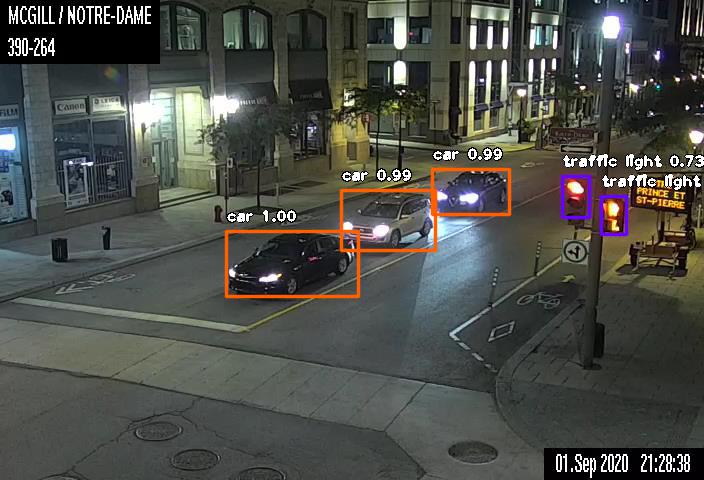 MCGILL / NOTRE-DAME
390-264
car 0.99
car 0.99
car 1.00
traffic light 0.73
traffic light
PRINCE ET
ST-PIERRE
Canon
FILM
01.Sep 2020 21:28:38